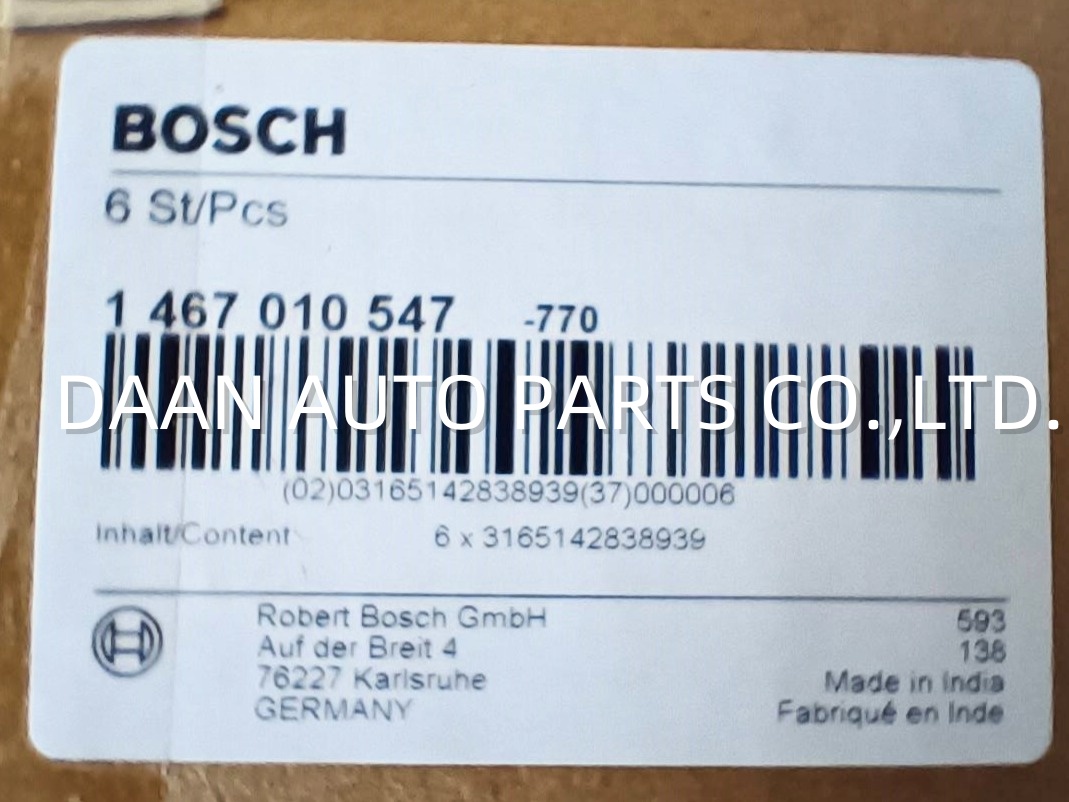 BOSCH
6 St/Pcs
1 467 010 547 -770
DAAN AUTO PARTS CO.,LTD.
(02)03165142838939(37)000006
Inhalt/Content 6 x 3165142838939
Robert Bosch GmbH 593
Auf der Breit 4 138
76227 Karlsruhe Made in India
GERMANY Fabriqué en Inde